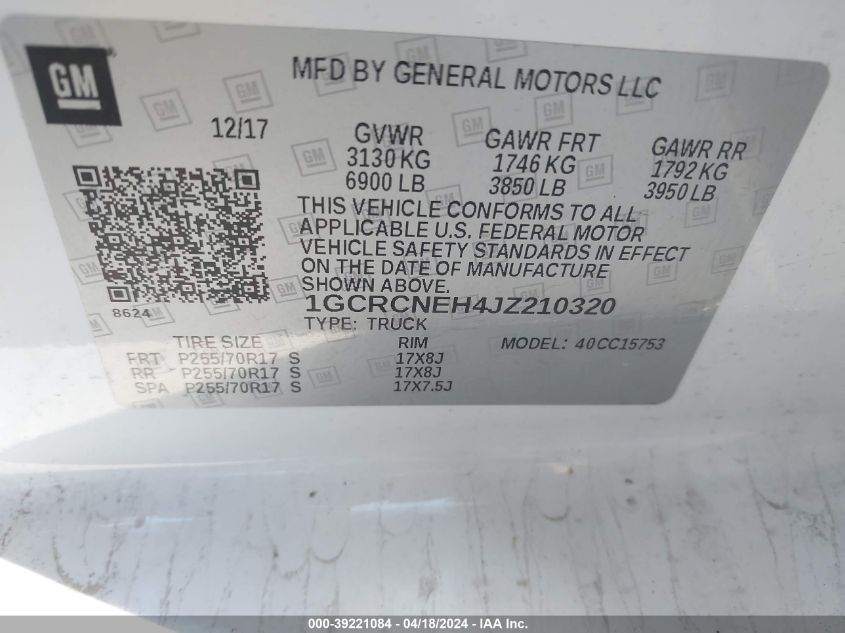 GM
MFD BY GENERAL MOTORS LLC
12/17
GVWR
3130 KG
6900 LB
GAWR FRT
1746 KG
3850 LB
GAWR RR
1792 KG
3950 LB
THIS VEHICLE CONFORMS TO ALL
APPLICABLE U.S. FEDERAL MOTOR
VEHICLE SAFETY STANDARDS IN EFFECT
ON THE DATE OF MANUFACTURE
SHOWN ABOVE.
8624
1GCRCNEH4JZ210320
TYPE: TRUCK
TIRE SIZE RIM MODEL: 40CC15753
FRT P255/70R17 S 17X8J
RR P255/70R17 S 17X8J
SPA P255/70R17 S 17X7.5J
000-39221084 - 04/18/2024 - IAA Inc.